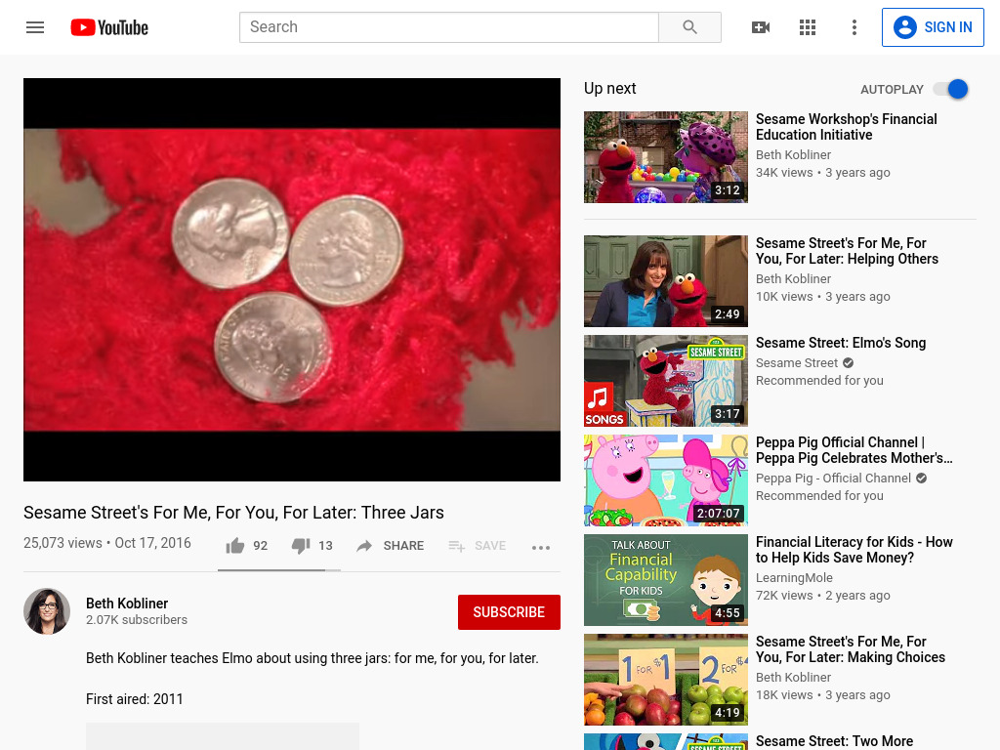 YouTube
Search
SIGN IN
Up next
AUTOPLAY
Sesame Workshop's Financial
Education Initiative
Beth Kobliner
34K views • 3 years ago
3:12
Sesame Street's For Me, For
You, For Later: Helping Others
Beth Kobliner
10K views • 3 years ago
2:49
Sesame Street: Elmo's Song
Sesame Street
Recommended for you
123
SESAME STREET
SONGS
3:17
Peppa Pig Official Channel |
Peppa Pig Celebrates Mother's...
Peppa Pig - Official Channel
Recommended for you
2:07:07
Financial Literacy for Kids - How
to Help Kids Save Money?
LearningMole
72K views • 2 years ago
TALK ABOUT
Financial
Capability
FOR KIDS
4:55
Sesame Street's For Me, For
You, For Later: Making Choices
Beth Kobliner
18K views • 3 years ago
1 FOR $1
2 FOR $
4:19
Sesame Street: Two More
SESAME STREET
Sesame Street's For Me, For You, For Later: Three Jars
25,073 views • Oct 17, 2016
92
13
SHARE
SAVE
Beth Kobliner
2.07K subscribers
SUBSCRIBE
Beth Kobliner teaches Elmo about using three jars: for me, for you, for later.
First aired: 2011